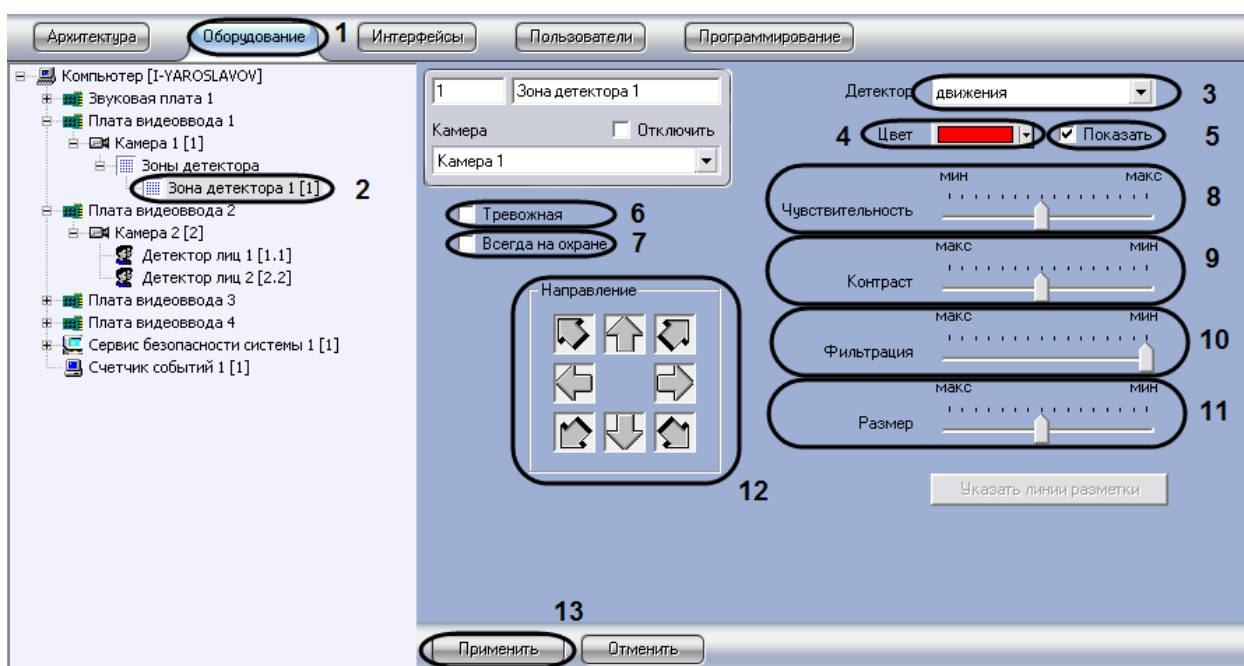 Архитектура Оборудование 1 Интерфейсы Пользователи Программирование
Компьютер [I-YAROSLAVOV]
Звуковая плата 1
Плата видеоввода 1
Камера 1 [1]
Зоны детектора
Зона детектора 1 [1] 2
Плата видеоввода 2
Камера 2 [2]
Детектор лиц 1 [1.1]
Детектор лиц 2 [2.2]
Плата видеоввода 3
Плата видеоввода 4
Сервис безопасности системы 1 [1]
Счетчик событий 1 [1]
1 Зона детектора 1
Камера Отключить
Камера 1
Тревожная 6
Всегда на охране 7
Направление
12
Детектор движения 3
4 Цвет Показать 5
мин макс
Чувствительность 8
макс мин
Контраст 9
макс мин
Фильтрация 10
макс мин
Размер 11
Указать линии разметки
13
Применить Отменить